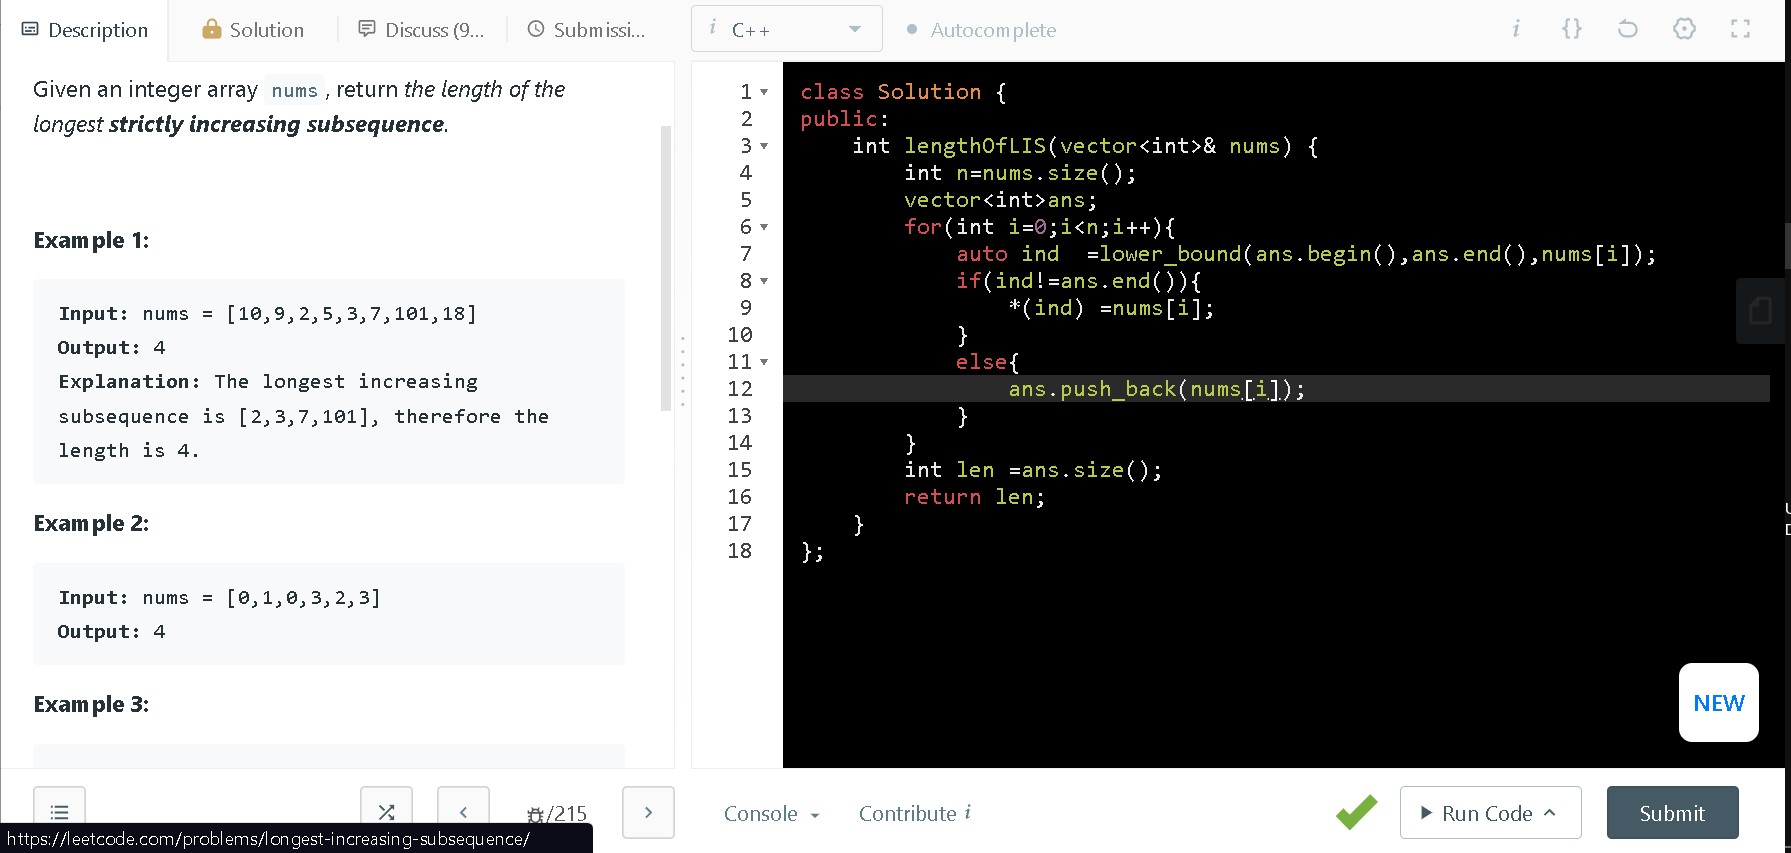 Description
Solution
Discuss (9...
Submissi...
i C++
Autocomplete
i {}
Given an integer array nums , return the length of the
longest strictly increasing subsequence.
Example 1:
Input: nums = [10,9,2,5,3,7,101,18]
Output: 4
Explanation: The longest increasing
subsequence is [2,3,7,101], therefore the
length is 4.
Example 2:
Input: nums = [0,1,0,3,2,3]
Output: 4
Example 3:
1 class Solution {
2 public:
3 int lengthOfLIS(vector<int>& nums) {
4 int n=nums.size();
5 vector<int>ans;
6 for(int i=0;i<n;i++){
7 auto ind  =lower_bound(ans.begin(),ans.end(),nums[i]);
8 if(ind!=ans.end()){
9 *(ind) =nums[i];
10 }
11 else{
12 ans.push_back(nums[i]);
13 }
14 }
15 int len =ans.size();
16 return len;
17 }
18 };
NEW
/215
Console
Contribute i
Run Code
Submit
https://leetcode.com/problems/longest-increasing-subsequence/